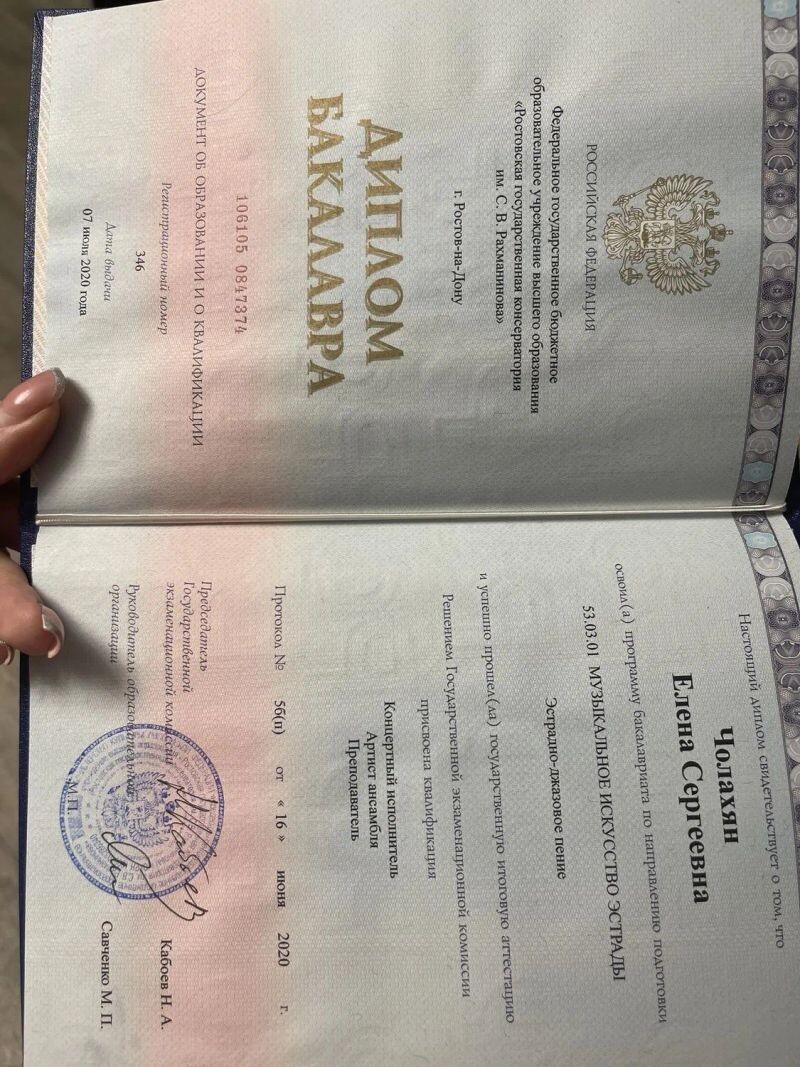 РОССИЙСКАЯ ФЕДЕРАЦИЯ
Федеральное государственное бюджетное
образовательное учреждение высшего образования
«Ростовская государственная консерватория
им. С. В. Рахманинова»
г. Ростов-на-Дону
ДИПЛОМ
БАКАЛАВРА
106105 0847374
ДОКУМЕНТ ОБ ОБРАЗОВАНИИ И О КВАЛИФИКАЦИИ
Регистрационный номер
346
Дата выдачи
07 июля 2020 года
Настоящий диплом свидетельствует о том, что
Чолахян
Елена Сергеевна
освоил(а) программу бакалавриата по направлению подготовки
53.03.01 МУЗЫКАЛЬНОЕ ИСКУССТВО ЭСТРАДЫ
Эстрадно-джазовое пение
и успешно прошел(ла) государственную итоговую аттестацию
Решением Государственной экзаменационной комиссии
присвоена квалификация
Концертный исполнитель
Артист ансамбля
Преподаватель
Протокол № 5б(п) от « 16 » июня 2020 г.
Председатель
Государственной
экзаменационной комиссии Кабоев Н. А.
Руководитель образовательной
организации Савченко М. П.
М.П.